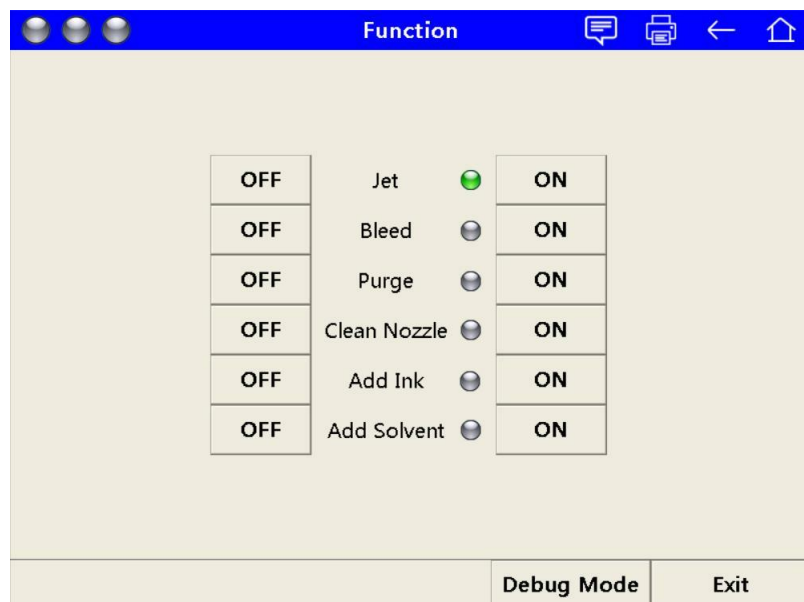 Function
OFF Jet ON
OFF Bleed ON
OFF Purge ON
OFF Clean Nozzle ON
OFF Add Ink ON
OFF Add Solvent ON
Debug Mode Exit